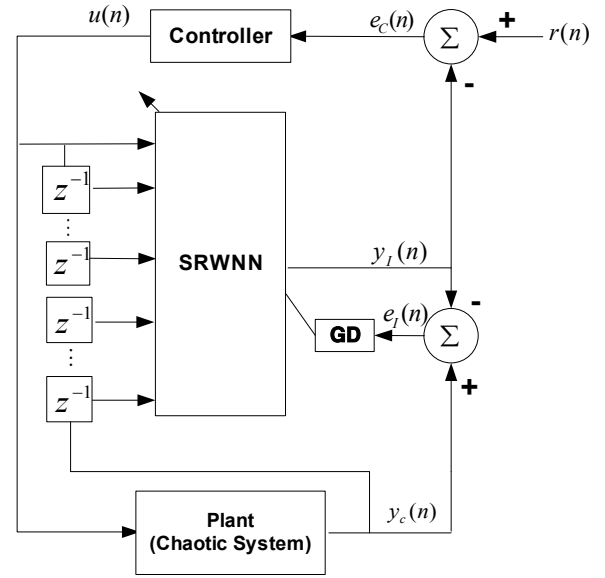 u(n)
Controller
e_C(n)
Σ
+
r(n)
-
z^{-1}
⋮
z^{-1}
SRWNN
y_I(n)
-
z^{-1}
GD
e_I(n)
Σ
⋮
+
z^{-1}
Plant
(Chaotic System)
y_c(n)